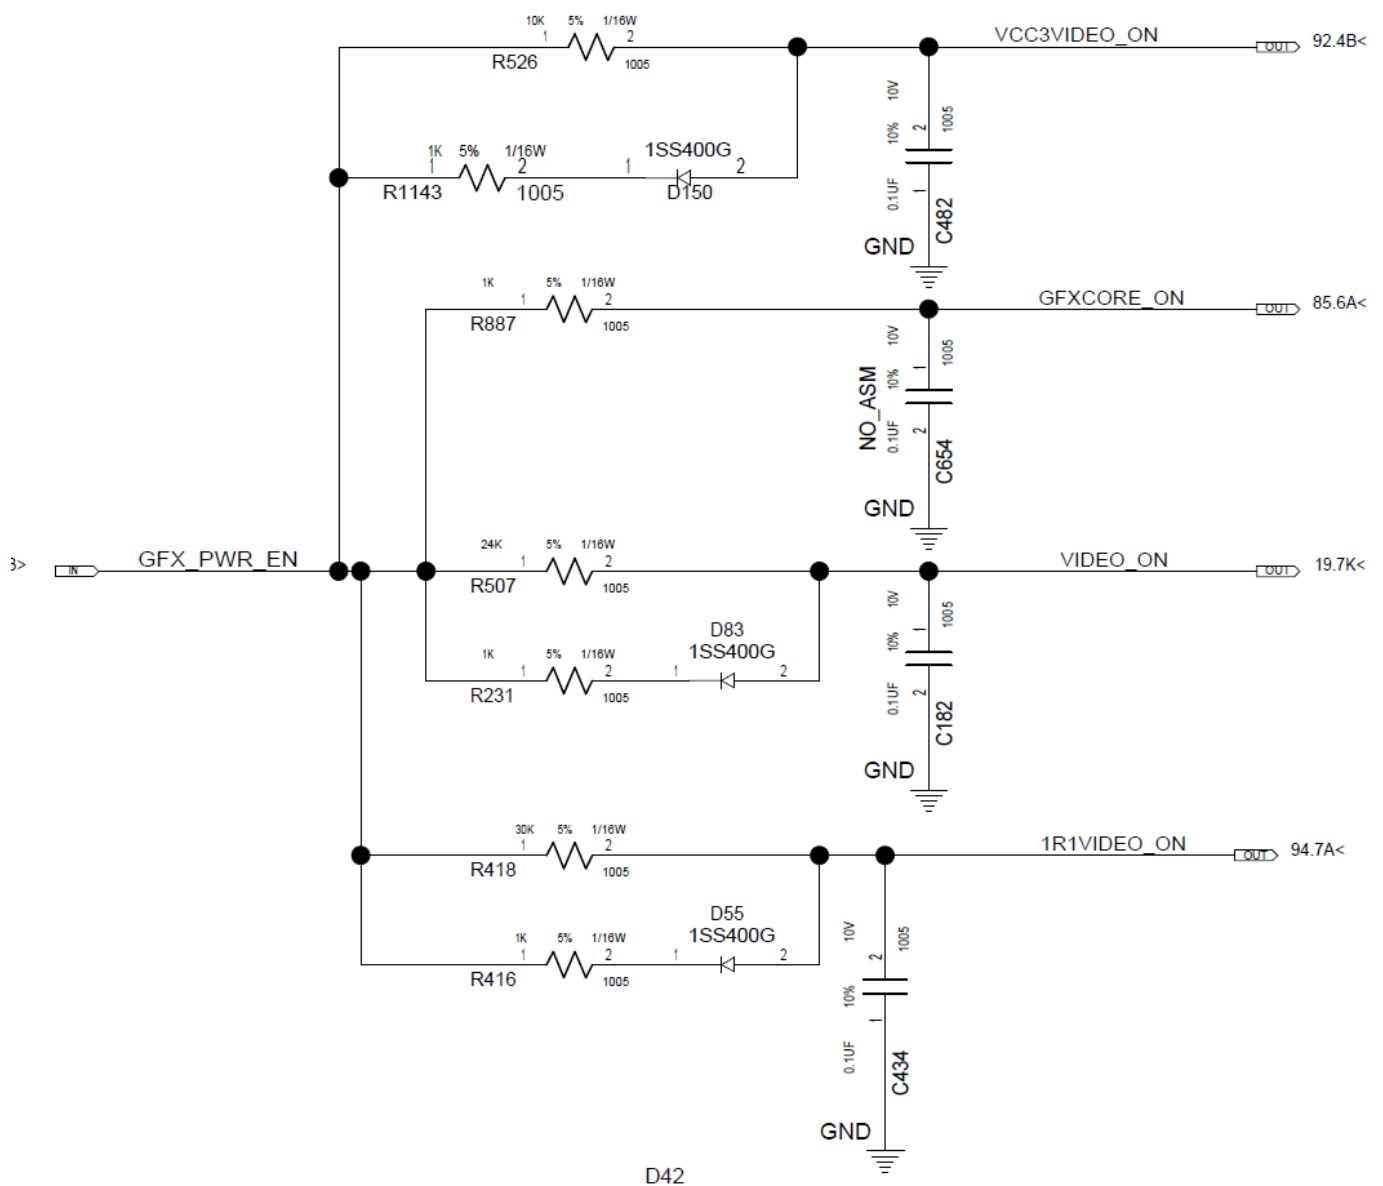 10K 5% 1/16W
1 2
R526 1005
VCC3VIDEO_ON
OUT 92.4B<
10V
10%
0.1UF
2
1
1005
C482
GND
1K 5% 1/16W
1 2
R1143 1005
1SS400G
1 2
D150
1K 5% 1/16W
1 2
R887 1005
GFXCORE_ON
OUT 85.6A<
10V
10%
0.1UF
NO_ASM
1
2
1005
C654
GND
IN GFX_PWR_EN
24K 5% 1/16W
1 2
R507 1005
VIDEO_ON
OUT 19.7K<
10V
10%
0.1UF
1
2
1005
C182
GND
D83
1SS400G
1K 5% 1/16W
1 2
R231 1005
1 2
30K 5% 1/16W
1 2
R418 1005
1R1VIDEO_ON
OUT 94.7A<
D55
1SS400G
1K 5% 1/16W
1 2
R416 1005
1 2
10V
10%
0.1UF
2
1
1005
C434
GND
D42